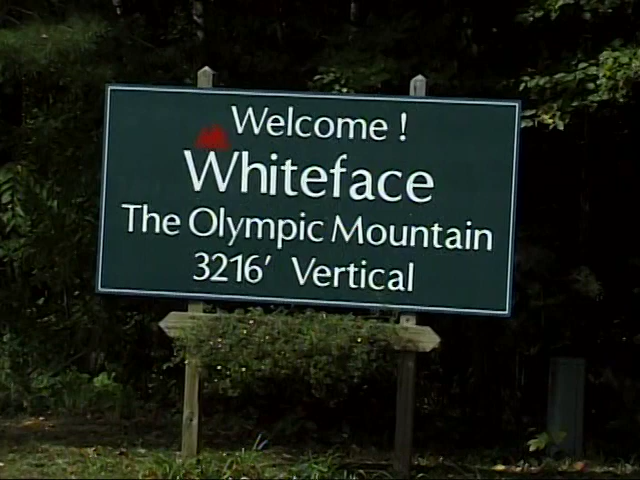 Welcome !
Whiteface
The Olympic Mountain
3216' Vertical